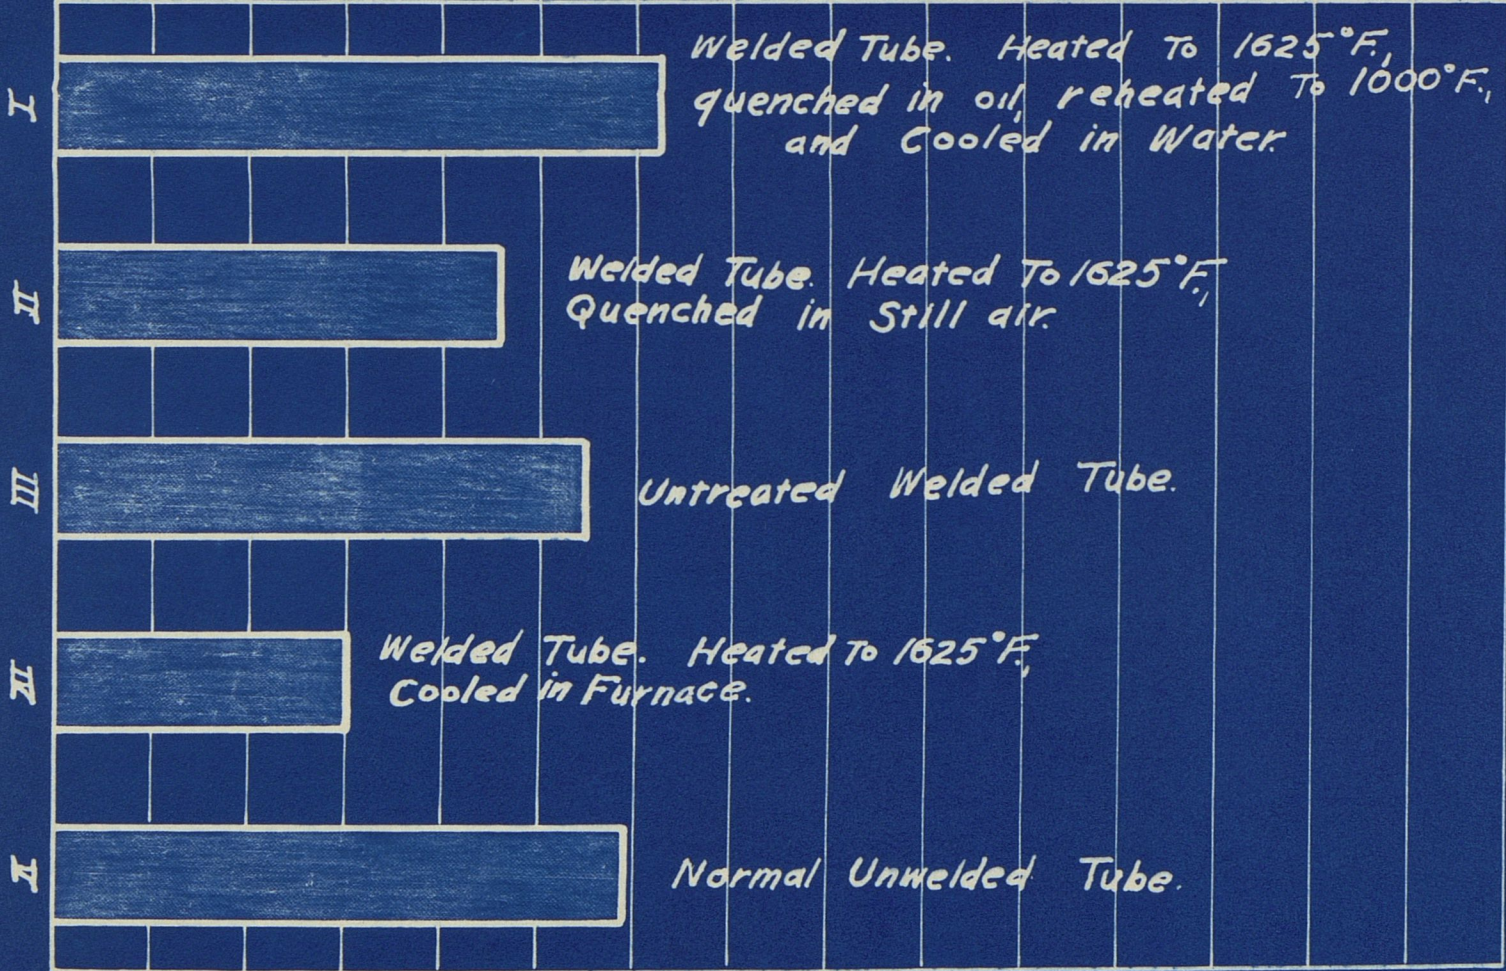 I
Welded Tube. Heated To 1625°F.,
quenched in oil, reheated To 1000°F.,
and Cooled in Water.
II
Welded Tube. Heated To 1625°F.,
Quenched in Still air.
III
Untreated Welded Tube.
IV
Welded Tube. Heated To 1625°F.,
Cooled in Furnace.
V
Normal Unwelded Tube.